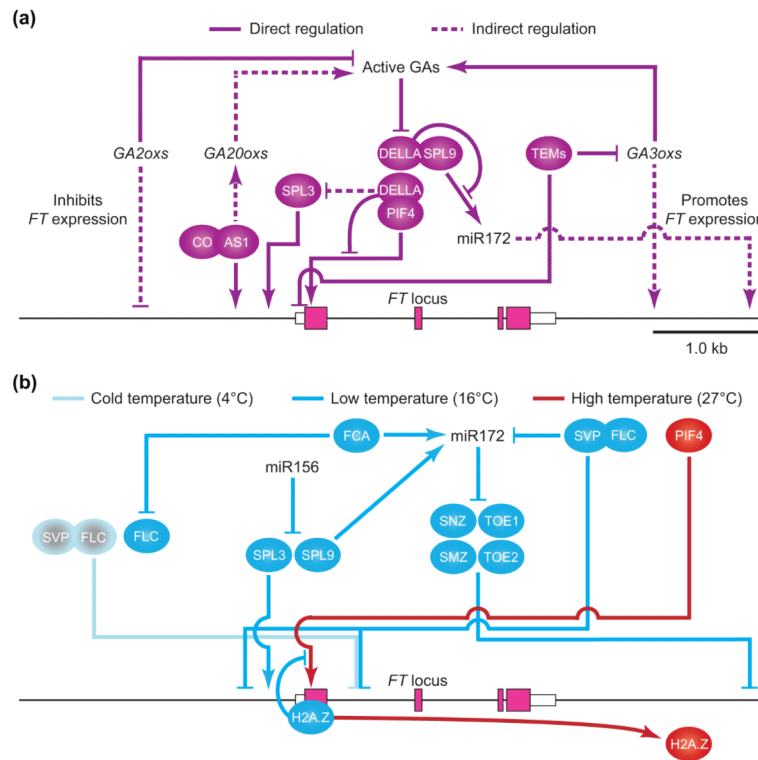 (a)
Direct regulation Indirect regulation
Active GAs
GA2oxs GA20oxs DELLA SPL9 TEMs GA3oxs
Inhibits
FT expression
SPL3 DELLA
PIF4
Promotes
FT expression
CO AS1 miR172
FT locus
1.0 kb
(b)
Cold temperature (4°C) Low temperature (16°C) High temperature (27°C)
FCA miR172 SVP FLC PIF4
miR156
SNZ TOE1
SVP FLC FLC SPL3 SPL9 SMZ TOE2
FT locus
H2A.Z
H2A.Z